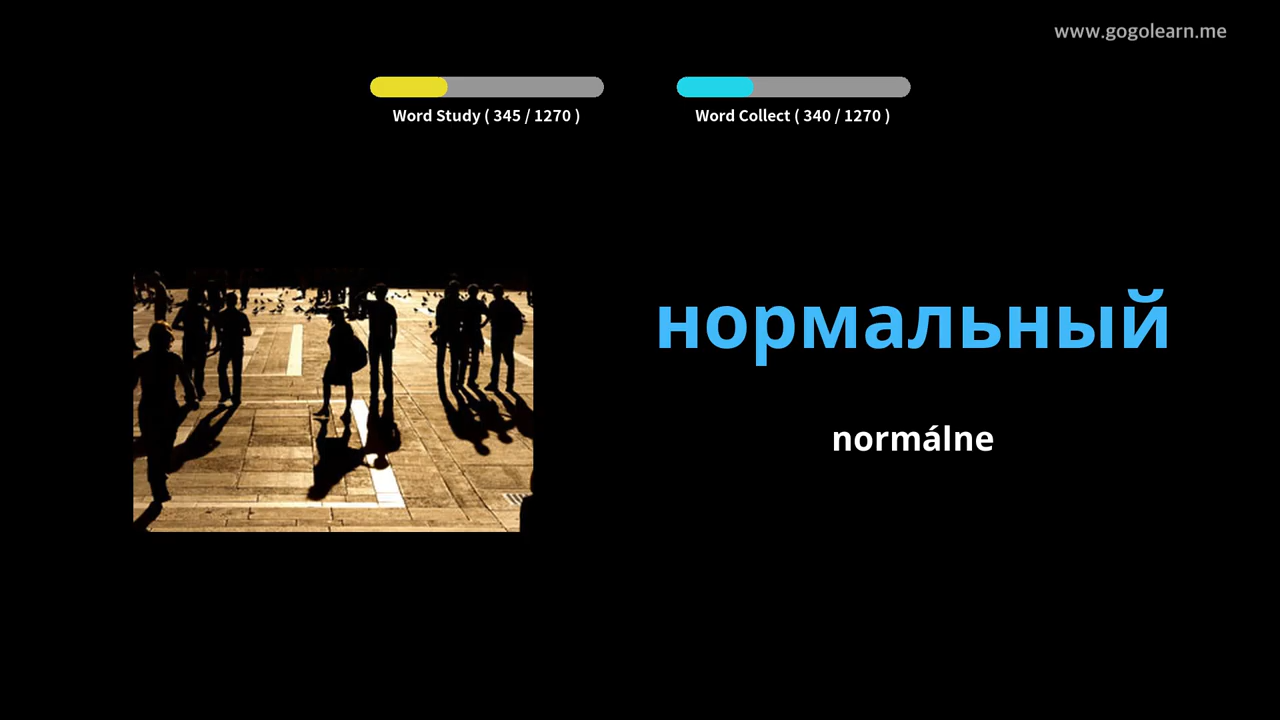 www.gogolearn.me
Word Study ( 345 / 1270 )
Word Collect ( 340 / 1270 )
нормальный
normálne